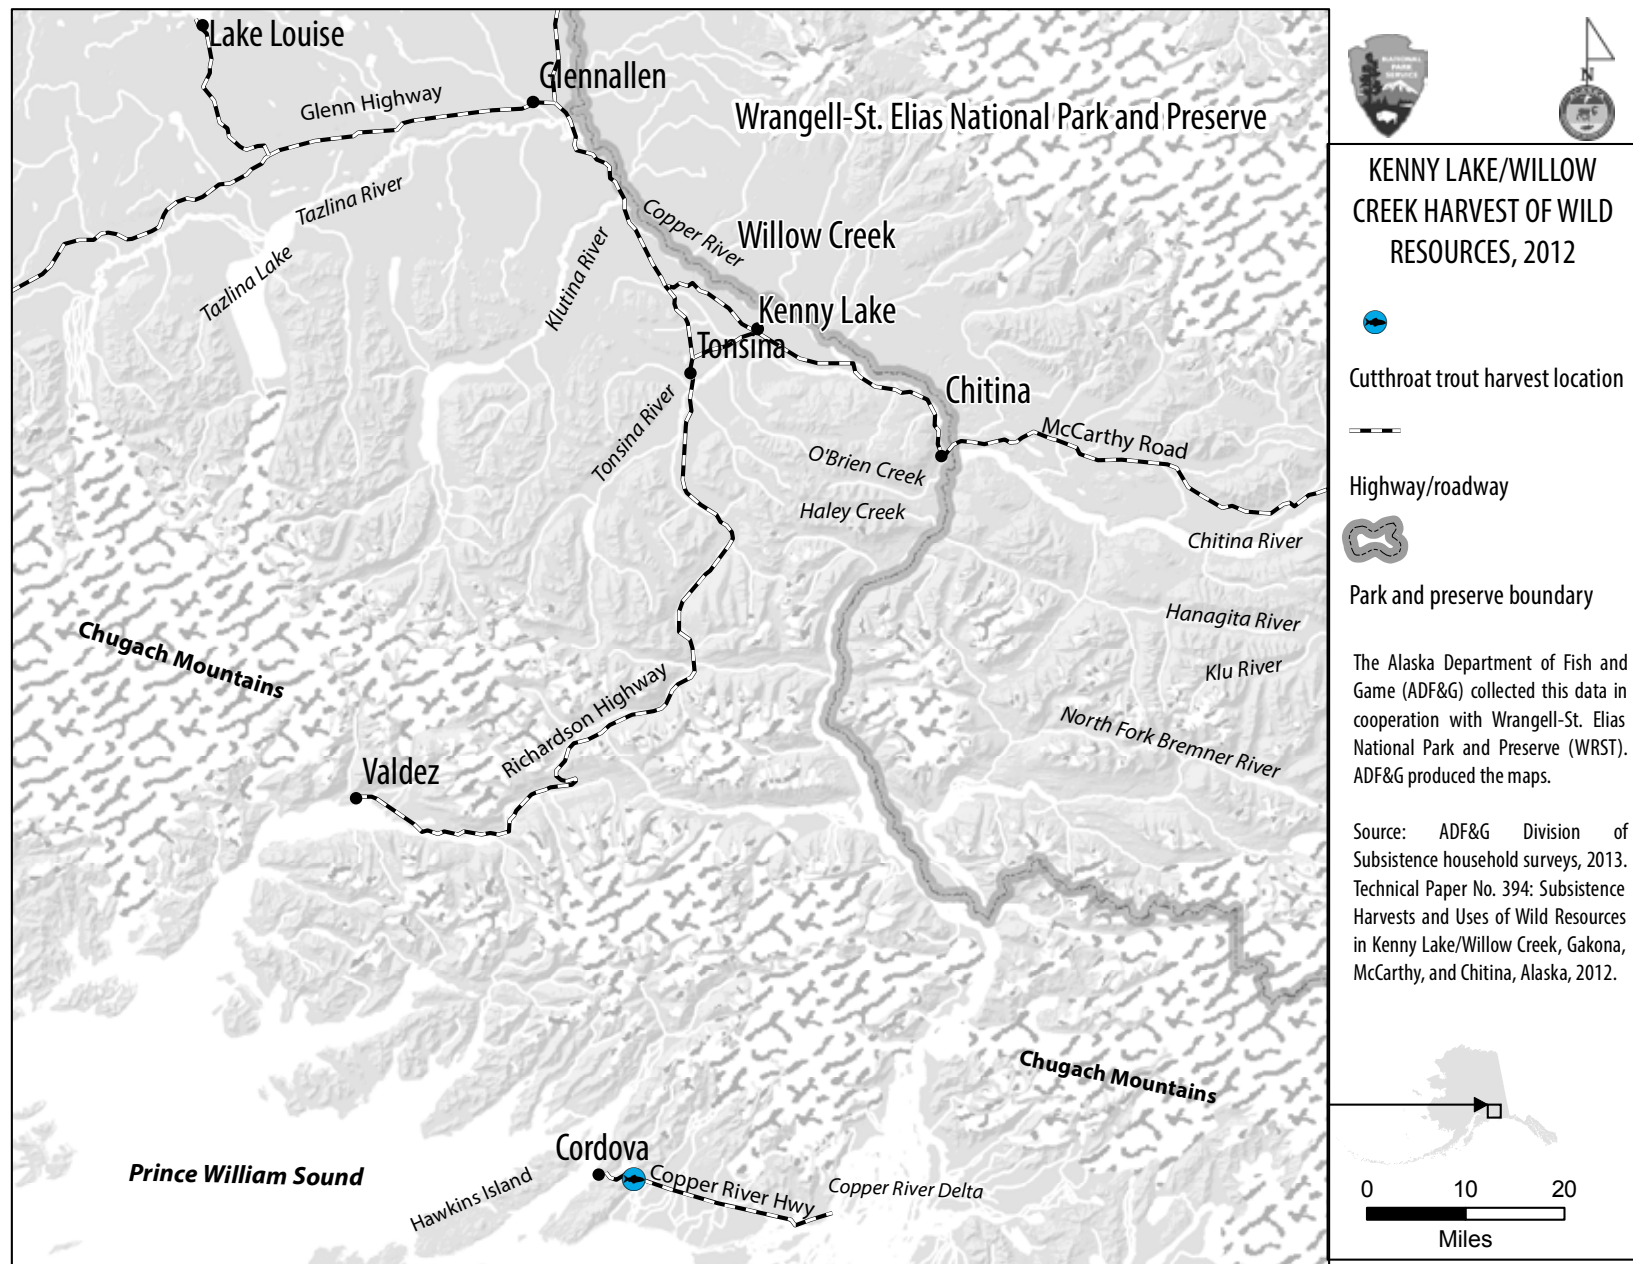 Lake Louise
Glennallen
Glenn Highway
Wrangell-St. Elias National Park and Preserve
Tazlina River
Copper River
Willow Creek
Tazlina Lake
Klutina River
Kenny Lake
Tonsina
Chitina
Tonsina River
McCarthy Road
O'Brien Creek
Haley Creek
Chitina River
Hanagita River
Chugach Mountains
Klu River
Richardson Highway
North Fork Bremner River
Valdez
Chugach Mountains
Cordova
Prince William Sound
Hawkins Island
Copper River Hwy
Copper River Delta
NATIONAL
PARK
SERVICE
N
KENNY LAKE/WILLOW
CREEK HARVEST OF WILD
RESOURCES, 2012
Cutthroat trout harvest location
Highway/roadway
Park and preserve boundary
The Alaska Department of Fish and
Game (ADF&G) collected this data in
cooperation with Wrangell-St. Elias
National Park and Preserve (WRST).
ADF&G produced the maps.
Source: ADF&G Division of
Subsistence household surveys, 2013.
Technical Paper No. 394: Subsistence
Harvests and Uses of Wild Resources
in Kenny Lake/Willow Creek, Gakona,
McCarthy, and Chitina, Alaska, 2012.
0 10 20
Miles